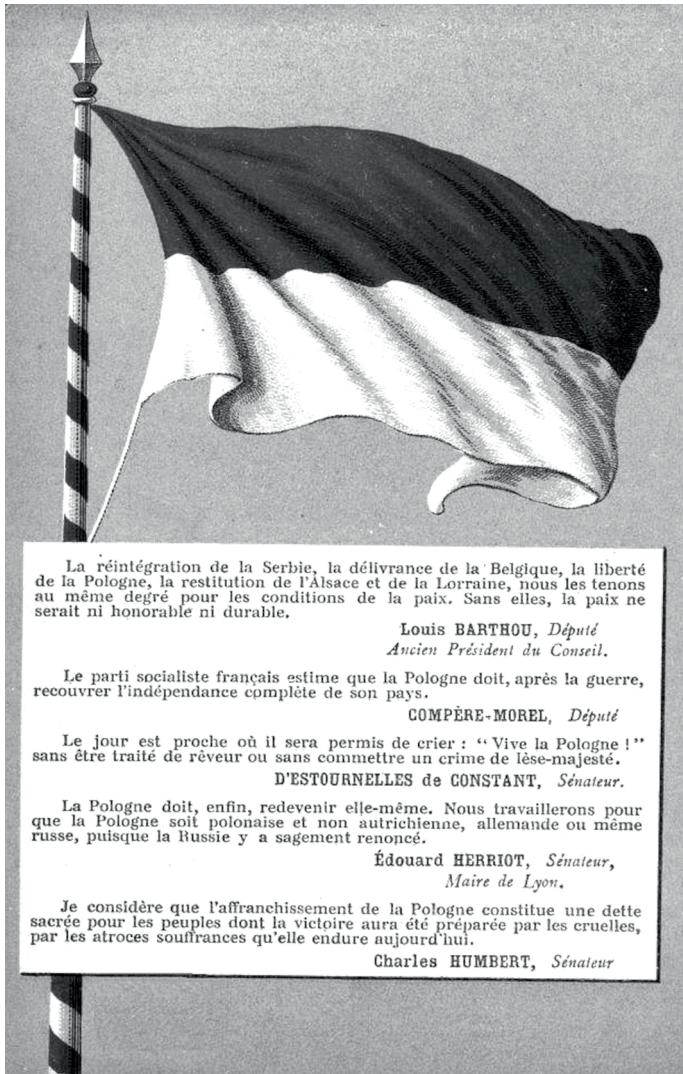 La réintégration de la Serbie, la délivrance de la Belgique, la liberté
de la Pologne, la restitution de l'Alsace et de la Lorraine, nous les tenons
au même degré pour les conditions de la paix. Sans elles, la paix ne
serait ni honorable ni durable.
Louis BARTHOU, Député
Ancien Président du Conseil.
Le parti socialiste français estime que la Pologne doit, après la guerre,
recouvrer l'indépendance complète de son pays.
COMPÈRE-MOREL, Député
Le jour est proche où il sera permis de crier : “ Vive la Pologne ! ”
sans être traité de rêveur ou sans commettre un crime de lèse-majesté.
D'ESTOURNELLES de CONSTANT, Sénateur.
La Pologne doit, enfin, redevenir elle-même. Nous travaillerons pour
que la Pologne soit polonaise et non autrichienne, allemande ou même
russe, puisque la Russie y a sagement renoncé.
Édouard HERRIOT, Sénateur,
Maire de Lyon.
Je considère que l'affranchissement de la Pologne constitue une dette
sacrée pour les peuples dont la victoire aura été préparée par les cruelles,
par les atroces souffrances qu'elle endure aujourd'hui.
Charles HUMBERT, Sénateur